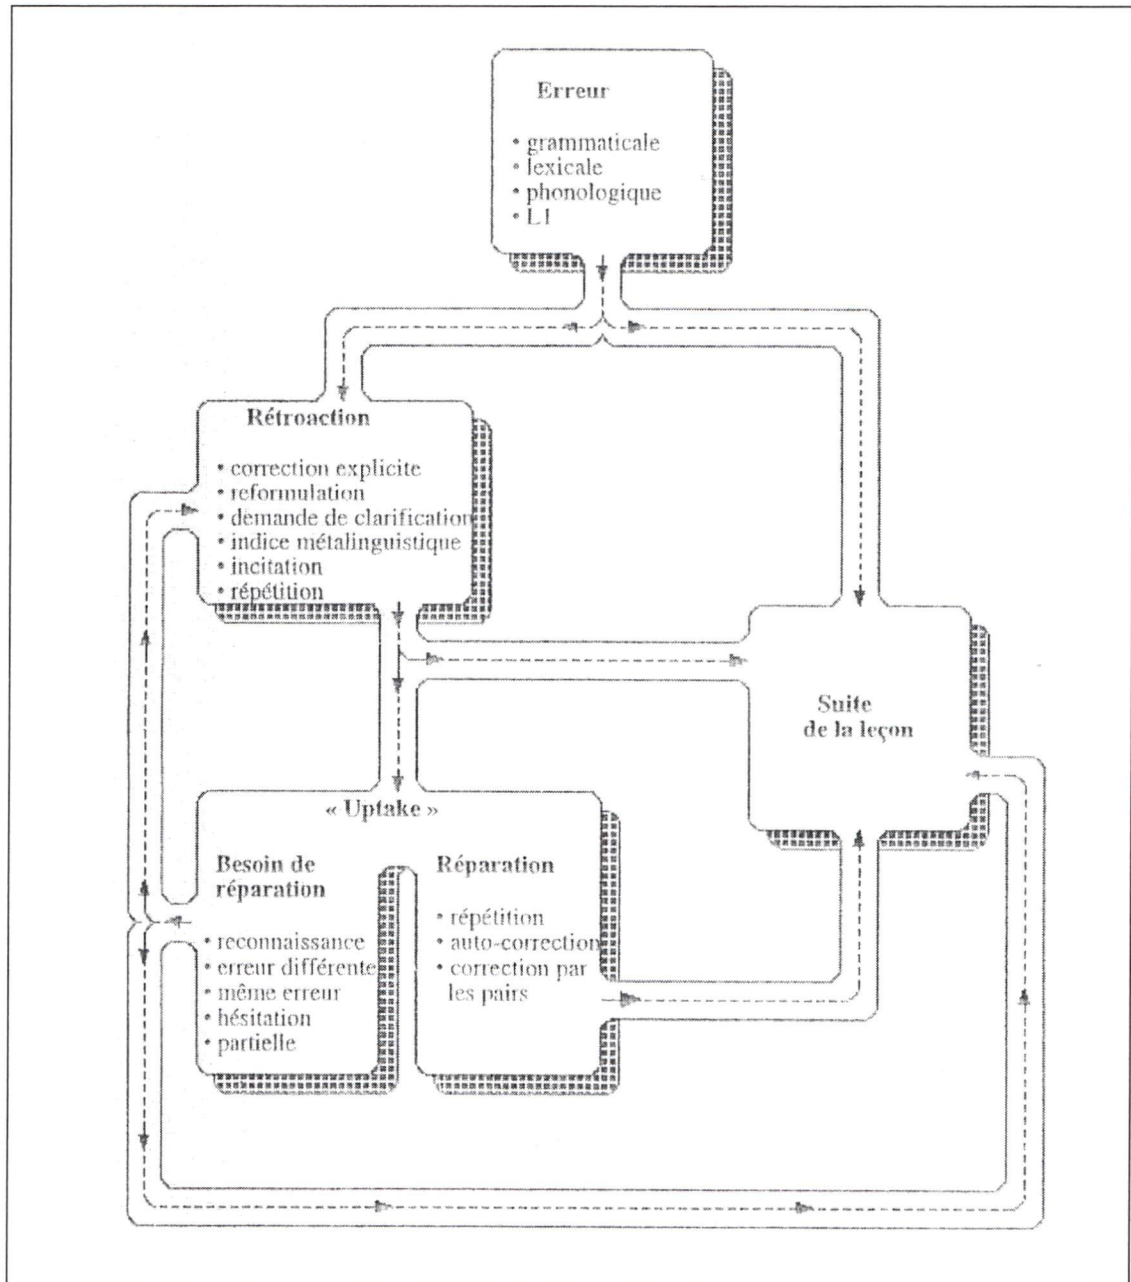 Erreur
• grammaticale
• lexicale
• phonologique
• L1
Rétroaction
• correction explicite
• reformulation
• demande de clarification
• indice métalinguistique
• incitation
• répétition
Suite
de la leçon
« Uptake »
Besoin de
réparation
• reconnaissance
• erreur différente
• même erreur
• hésitation
• partielle
Réparation
• répétition
• auto-correction
• correction par
les pairs